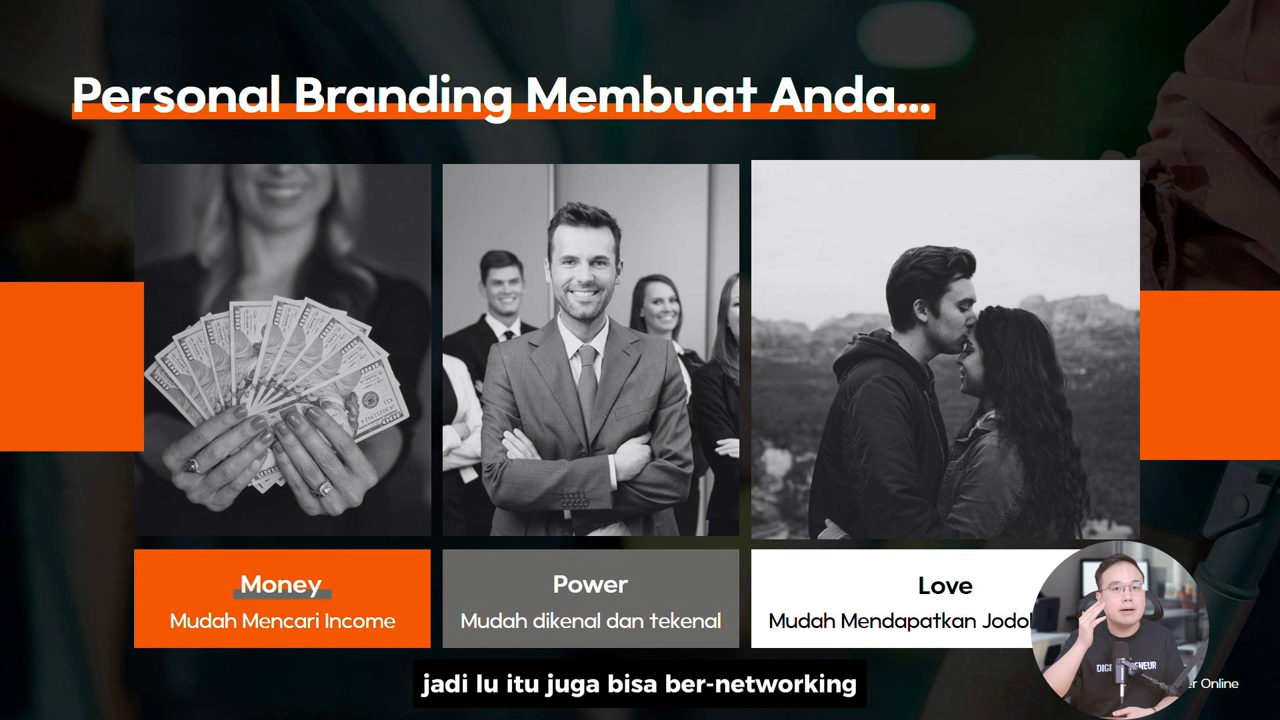 Personal Branding Membuat Anda...
Money
Mudah Mencari Income
Power
Mudah dikenal dan tekenal
Love
Mudah Mendapatkan
jadi lu itu juga bisa ber-networking
Online